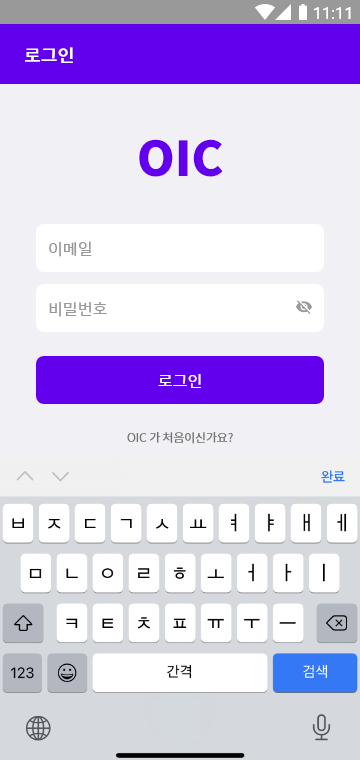 11:11
로그인
OIC
이메일
비밀번호
로그인
OIC 가 처음이신가요?
완료
ㅂ ㅈ ㄷ ㄱ ㅅ ㅛ ㅕ ㅑ ㅐ ㅔ
ㅁ ㄴ ㅇ ㄹ ㅎ ㅗ ㅓ ㅏ ㅣ
ㅋ ㅌ ㅊ ㅍ ㅠ ㅜ ㅡ
123 간격 검색